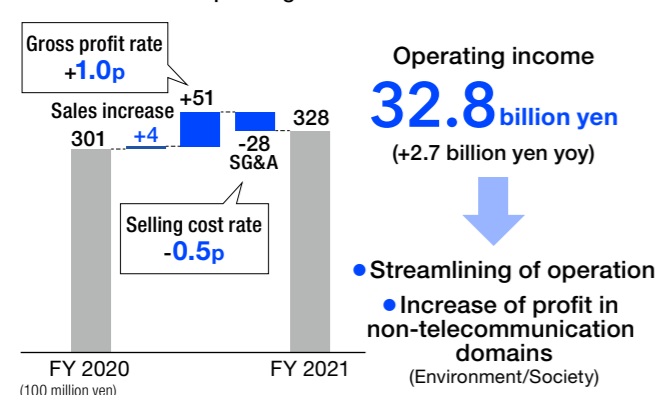 Gross profit rate
+1.0p
Sales increase
+51
301
+4
328
-28
SG&A
Selling cost rate
-0.5p
FY 2020
FY 2021
(100 million yen)
Operating income
32.8 billion yen
(+2.7 billion yen yoy)
●Streamlining of operation
●Increase of profit in
non-telecommunication
domains
(Environment/Society)